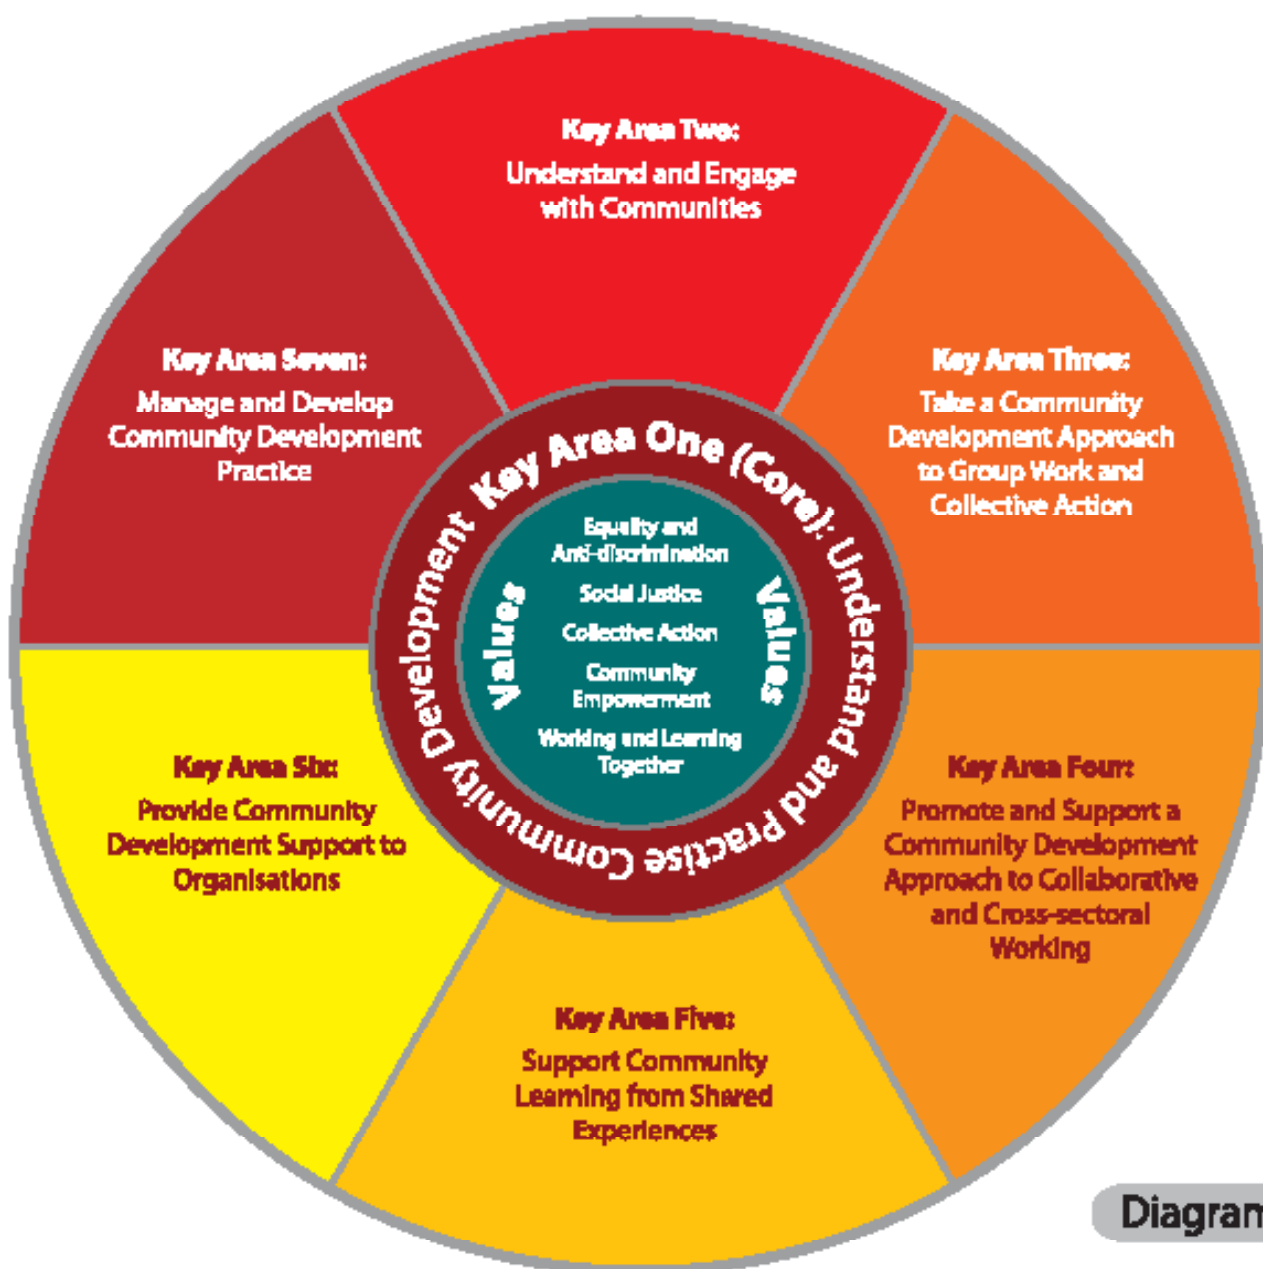 Key Area Two:
Understand and Engage
with Communities
Key Area Three:
Take a Community
Development Approach
to Group Work and
Collective Action
Key Area Four:
Promote and Support a
Community Development
Approach to Collaborative
and Cross-sectoral
Working
Key Area Five:
Support Community
Learning from Shared
Experiences
Key Area Six:
Provide Community
Development Support to
Organisations
Key Area Seven:
Manage and Develop
Community Development
Practice
Key Area One (Core): Understand and Practise Community Development
Values
Equality and
Anti-discrimination
Social Justice
Collective Action
Community
Empowerment
Working and Learning
Together
Values
Diagram